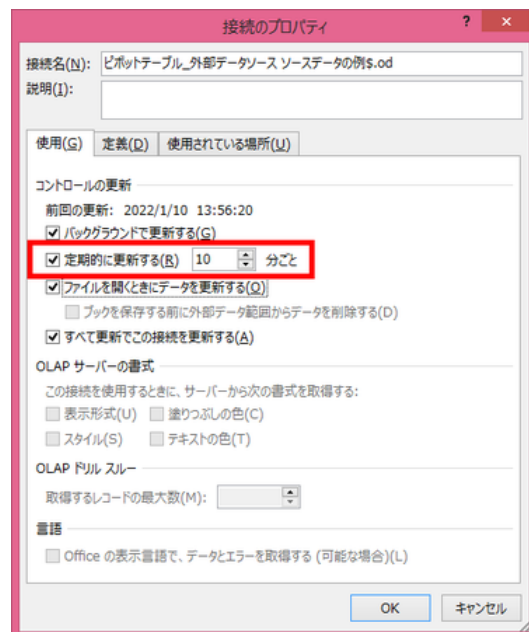 接続のプロパティ
? ×
接続名(N): ピボットテーブル_外部データソース ソースデータの例$.od
説明(I):
使用(G) 定義(D) 使用されている場所(U)
コントロールの更新
前回の更新: 2022/1/10 13:56:20
バックグラウンドで更新する(G)
定期的に更新する(R) 10 分ごと
ファイルを開くときにデータを更新する(O)
ブックを保存する前に外部データ範囲からデータを削除する(D)
すべて更新でこの接続を更新する(A)
OLAP サーバーの書式
この接続を使用するときに、サーバーから次の書式を取得する:
表示形式(U) 塗りつぶしの色(C)
スタイル(S) テキストの色(T)
OLAP ドリル スルー
取得するレコードの最大数(M):
言語
Office の表示言語で、データとエラーを取得する (可能な場合)(L)
OK キャンセル